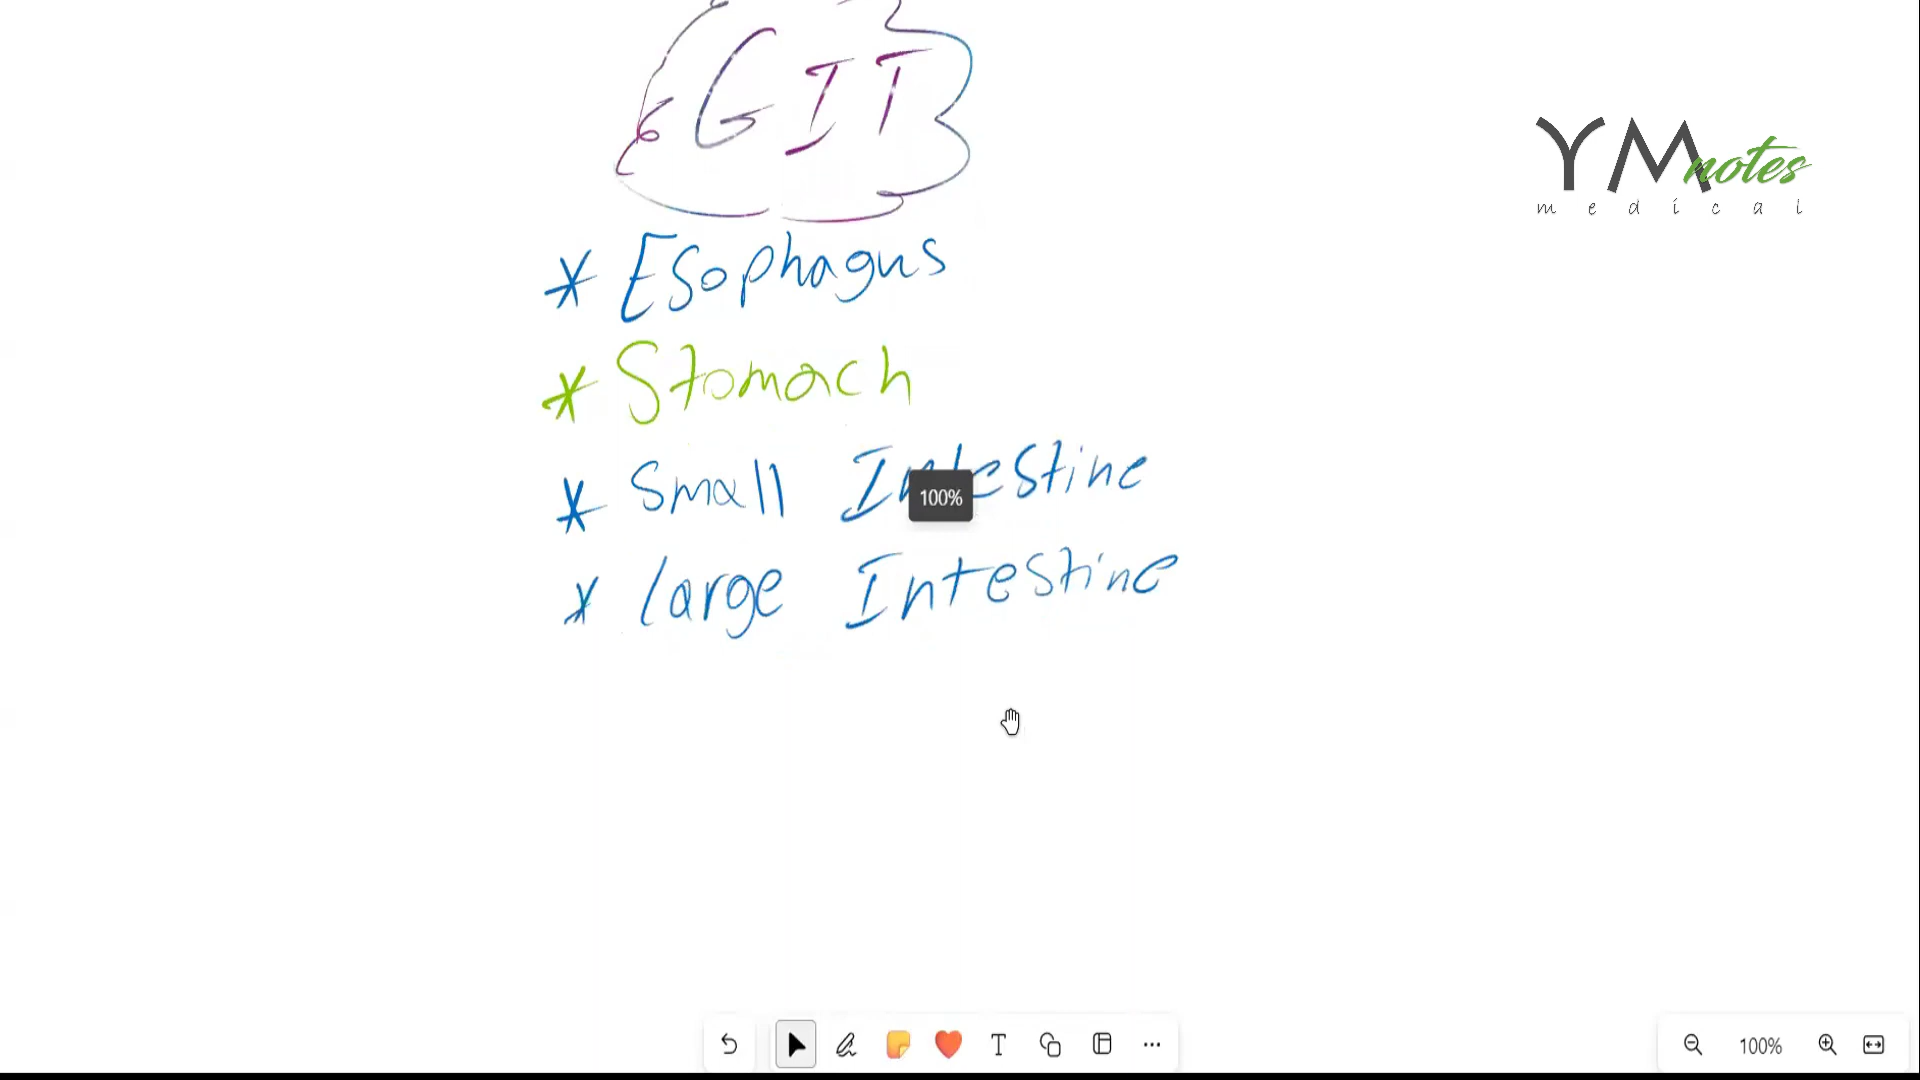 GIT
YM notes
medical
* Esophagus
* Stomach
* Small Intestine
100%
* large Intestine
T
100%